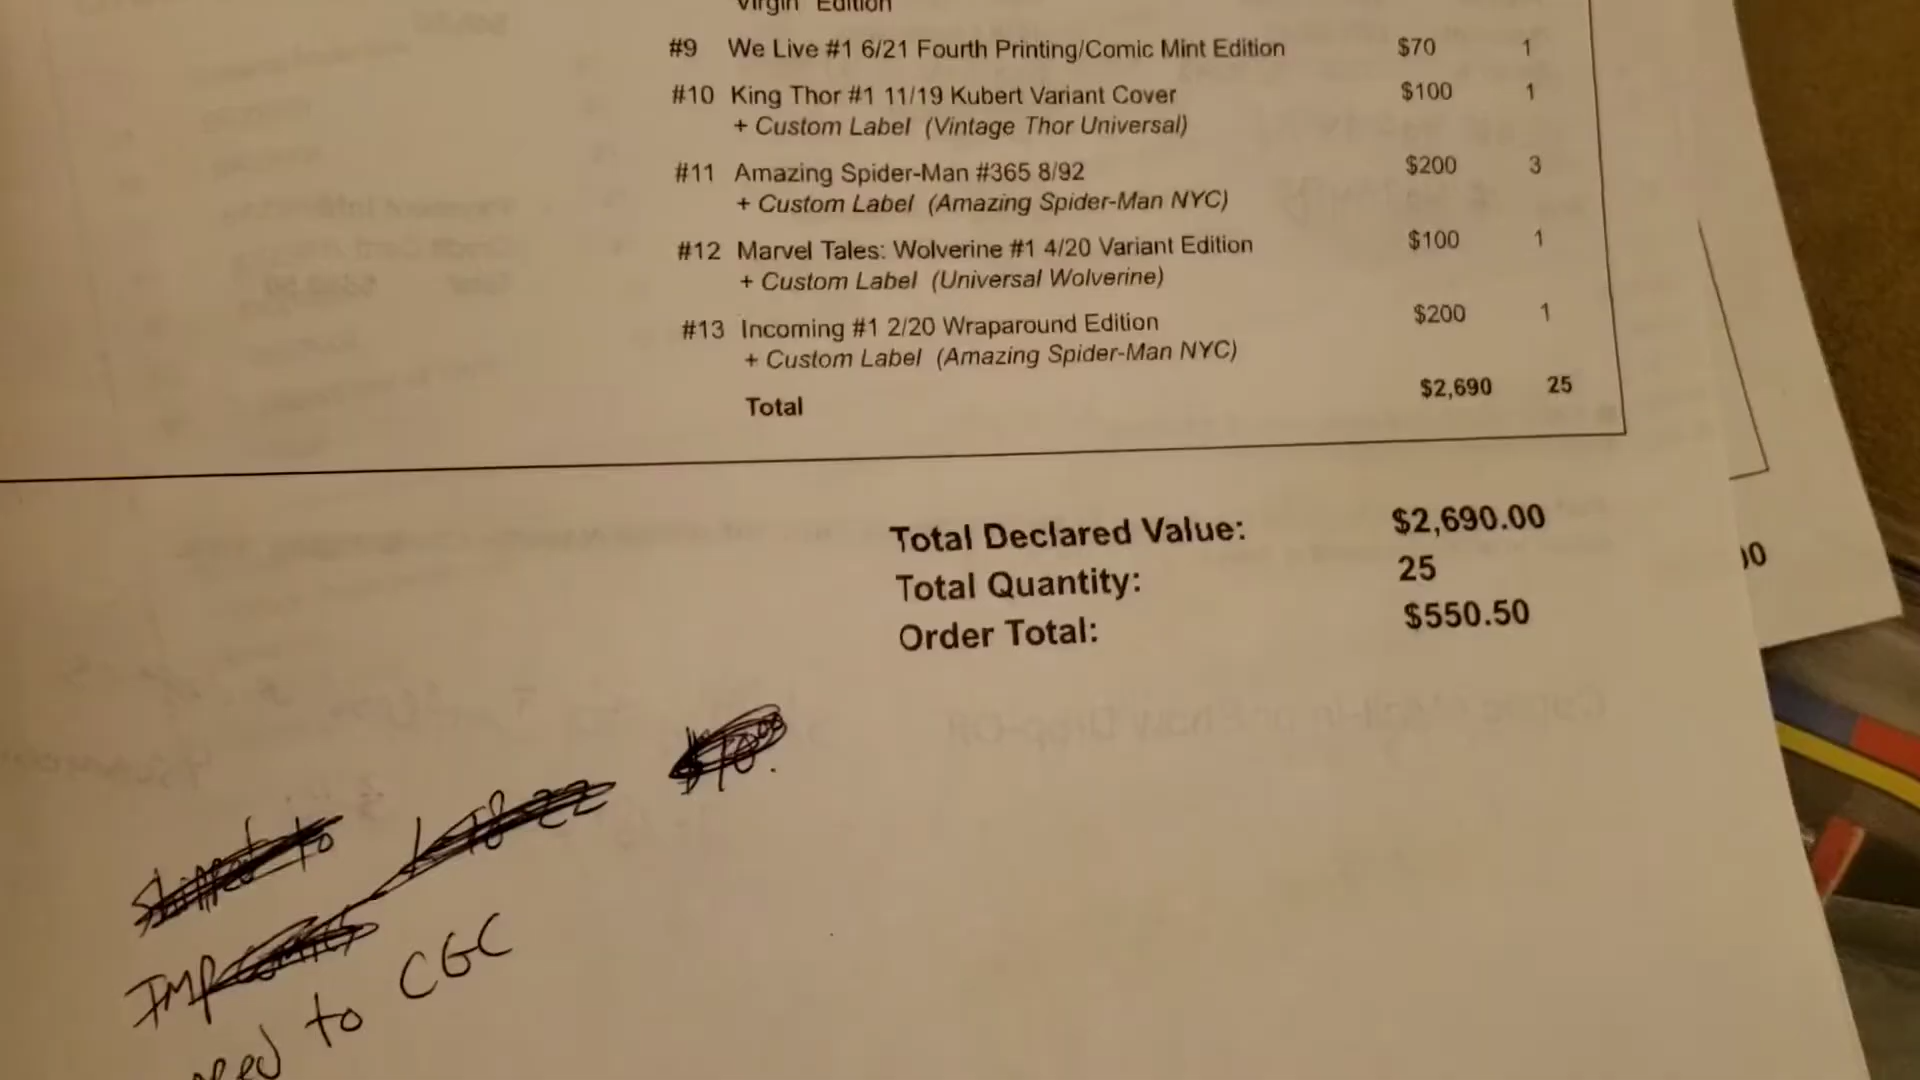 Virgin Edition
#9 We Live #1 6/21 Fourth Printing/Comic Mint Edition $70 1
#10 King Thor #1 11/19 Kubert Variant Cover $100 1
+ Custom Label (Vintage Thor Universal)
#11 Amazing Spider-Man #365 8/92 $200 3
+ Custom Label (Amazing Spider-Man NYC)
#12 Marvel Tales: Wolverine #1 4/20 Variant Edition $100 1
+ Custom Label (Universal Wolverine)
#13 Incoming #1 2/20 Wraparound Edition $200 1
+ Custom Label (Amazing Spider-Man NYC)
Total $2,690 25
Total Declared Value: $2,690.00
Total Quantity: 25
Order Total: $550.50
to CGC